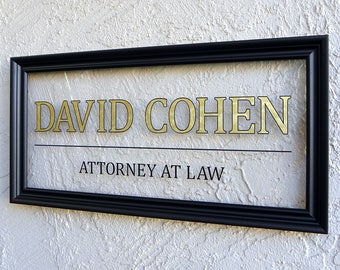 DAVID COHEN
ATTORNEY AT LAW